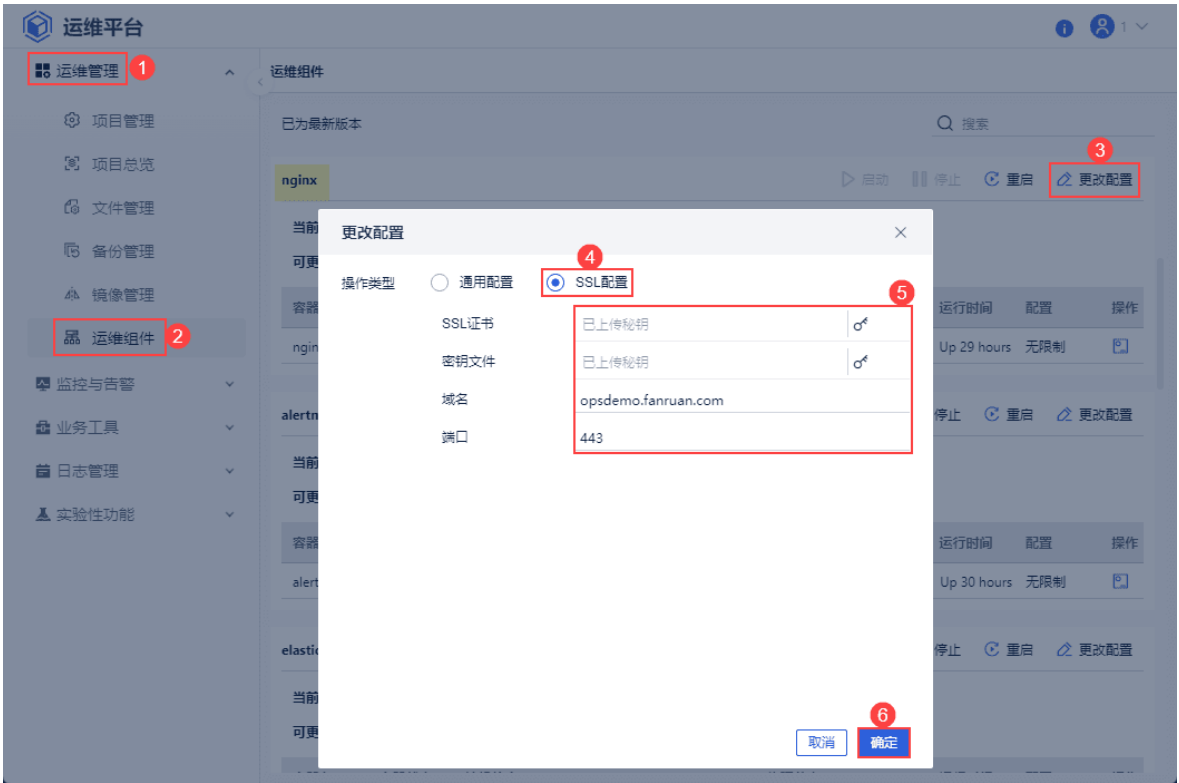 运维平台
1
运维管理
1
运维组件
项目管理
已为最新版本
搜索
项目总览
3
nginx
启动
停止
重启
更改配置
文件管理
当前
更改配置
备份管理
可更
4
操作类型
通用配置
SSL配置
5
镜像管理
容器
运行时间
配置
操作
SSL证书
已上传秘钥
运维组件
2
ngin
Up 29 hours
无限制
密钥文件
已上传秘钥
监控与告警
域名
opsdemo.fanruan.com
alertn
停止
重启
更改配置
业务工具
端口
443
当前
日志管理
可更
实验性功能
容器
运行时间
配置
操作
alert
Up 30 hours
无限制
elastic
停止
重启
更改配置
当前
6
可更
取消
确定